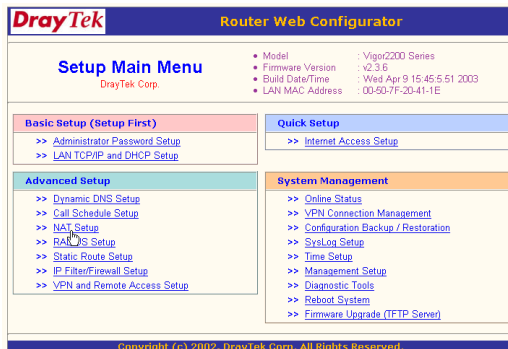 DrayTek
Router Web Configurator
Setup Main Menu
DrayTek Corp.
Model : Vigor2200 Series
Firmware Version : v2.3.6
Build Date/Time : Wed Apr 9 15:45:5.51 2003
LAN MAC Address : 00-50-7F-20-41-1E
Basic Setup (Setup First)
>> Administrator Password Setup
>> LAN TCP/IP and DHCP Setup
Quick Setup
>> Internet Access Setup
Advanced Setup
>> Dynamic DNS Setup
>> Call Schedule Setup
>> NAT Setup
>> RADIUS Setup
>> Static Route Setup
>> IP Filter/Firewall Setup
>> VPN and Remote Access Setup
System Management
>> Online Status
>> VPN Connection Management
>> Configuration Backup / Restoration
>> SysLog Setup
>> Time Setup
>> Management Setup
>> Diagnostic Tools
>> Reboot System
>> Firmware Upgrade (TFTP Server)
Copyright (c) 2002, DrayTek Corp. All Rights Reserved.